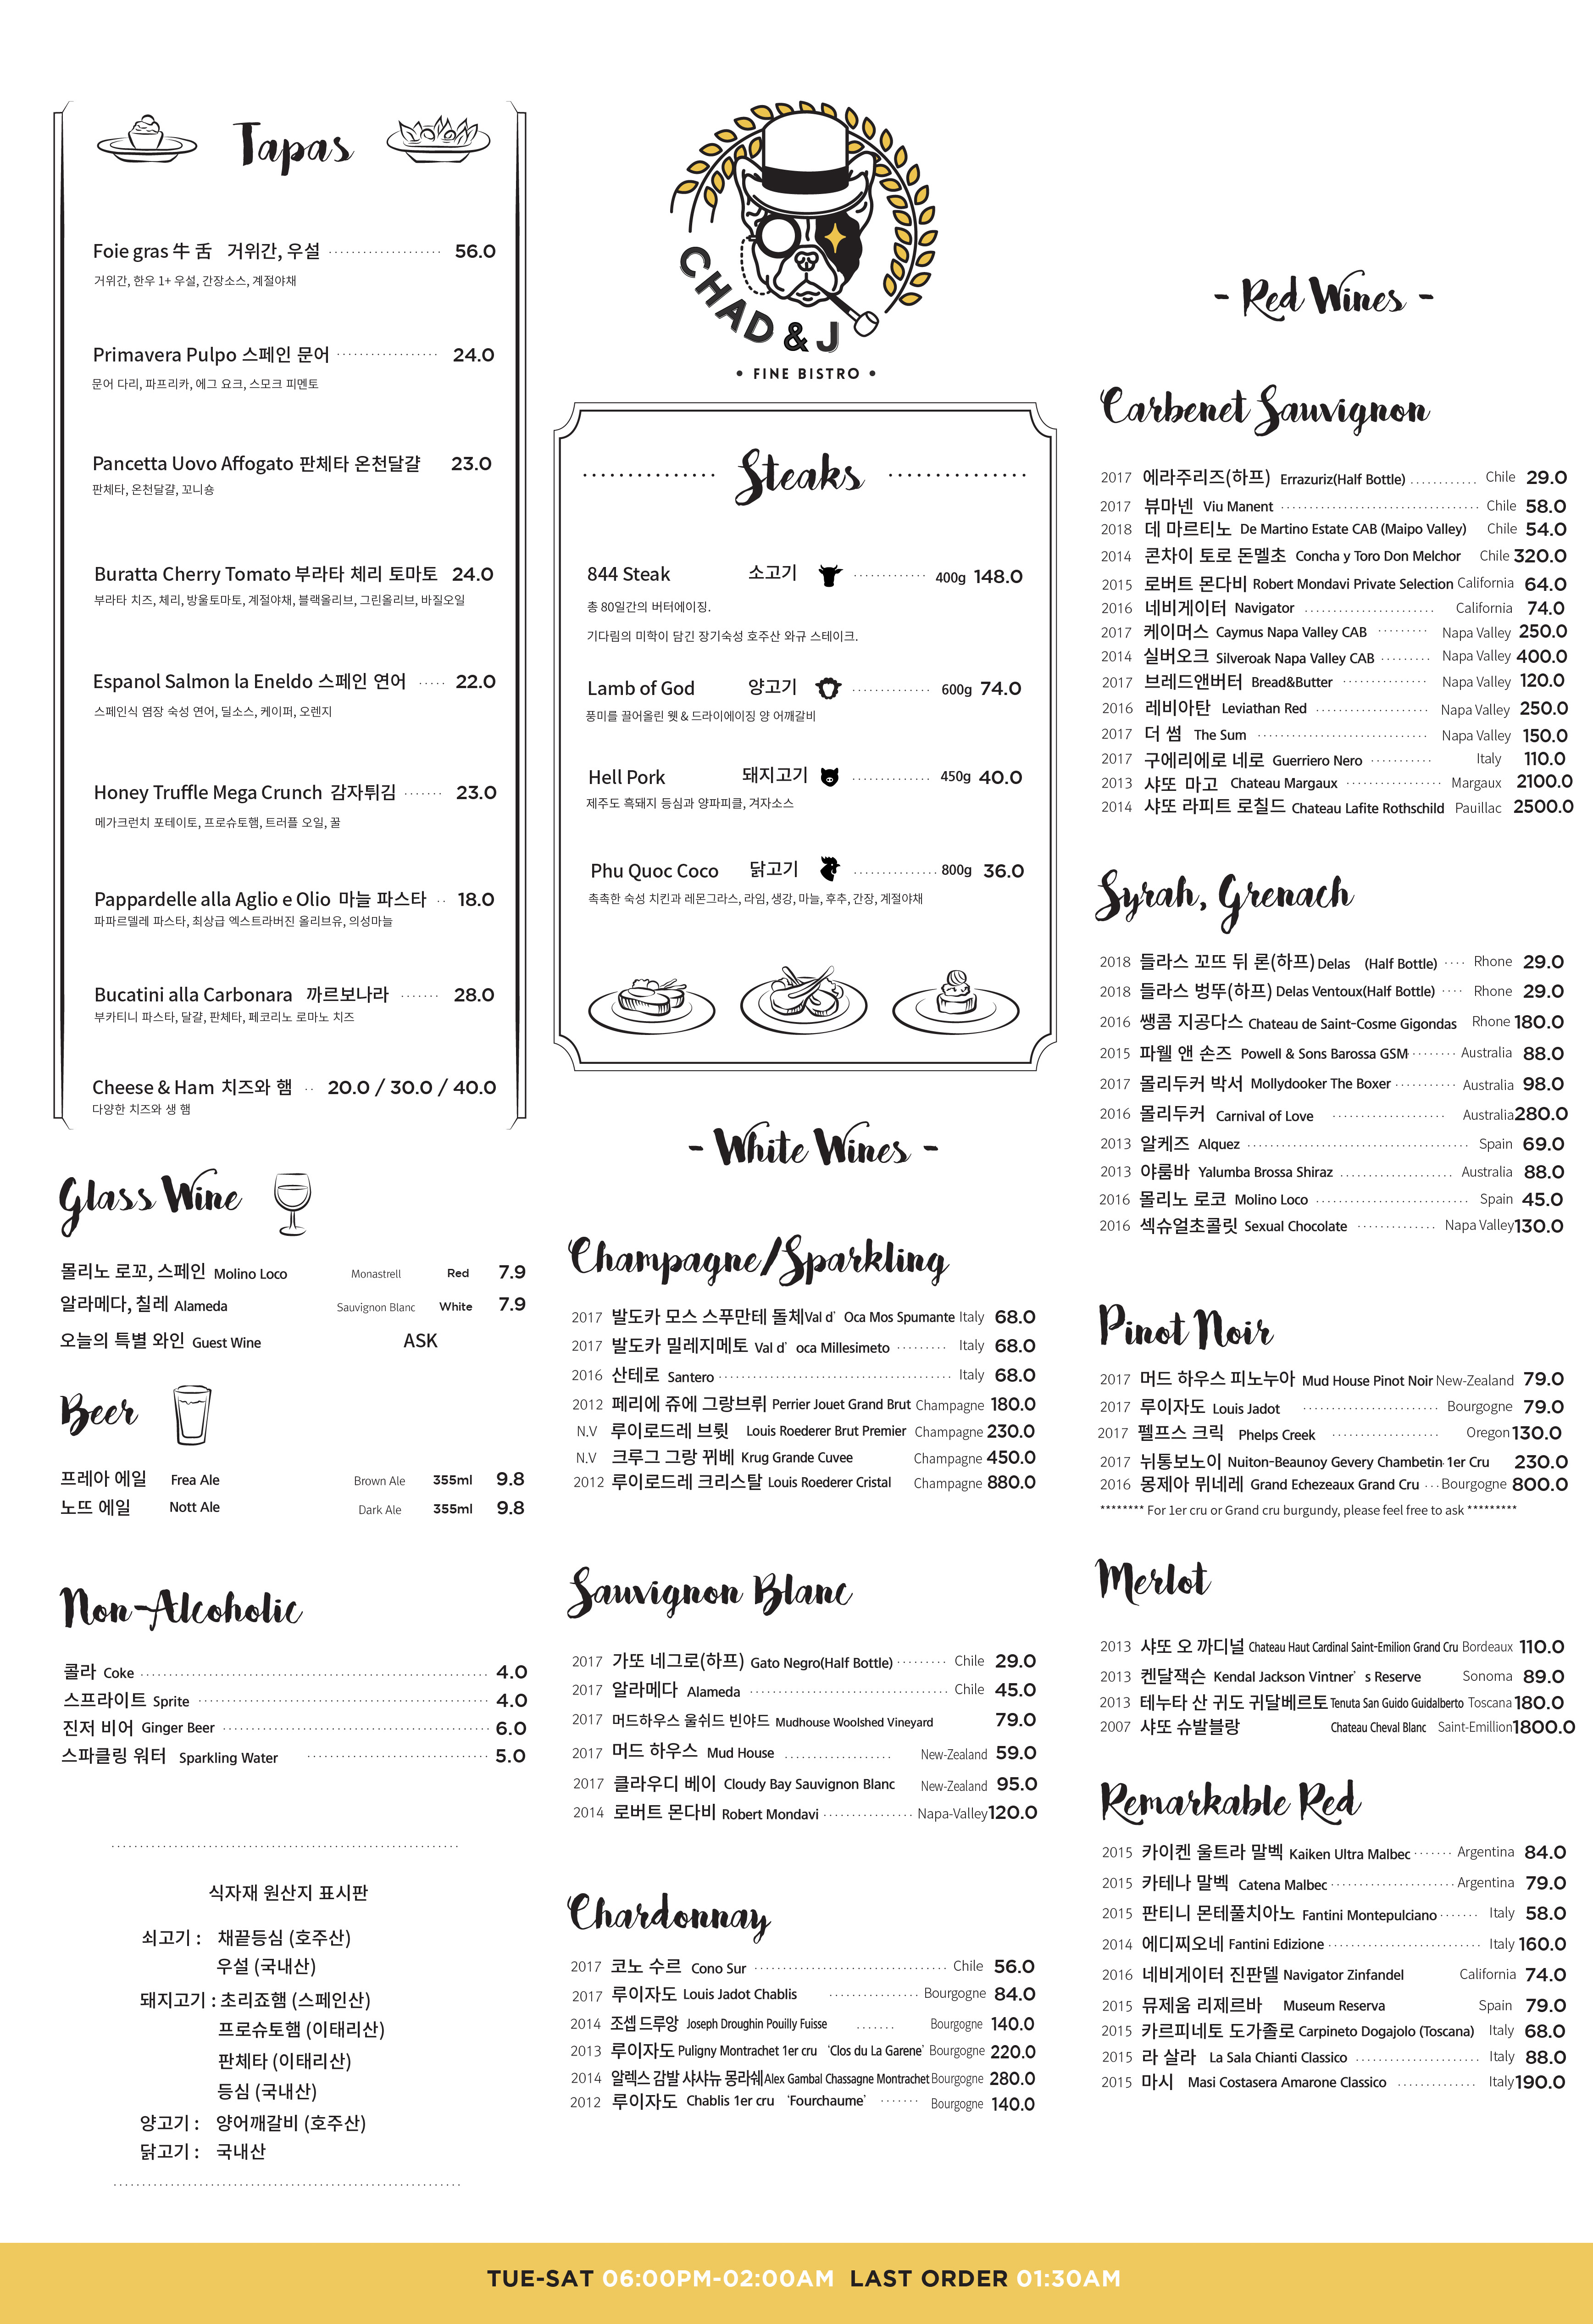 Tapas
Foie gras 牛 舌 거위간, 우설 56.0
거위간, 한우 1+ 우설, 간장소스, 계절야채
Primavera Pulpo 스페인 문어 24.0
문어 다리, 파프리카, 에그 요크, 스모크 피멘토
Pancetta Uovo Affogato 판체타 온천달걀 23.0
판체타, 온천달걀, 꼬니숑
Buratta Cherry Tomato 부라타 체리 토마토 24.0
부라타 치즈, 체리, 방울토마토, 계절야채, 블랙올리브, 그린올리브, 바질오일
Espanol Salmon la Eneldo 스페인 연어 22.0
스페인식 염장 숙성 연어, 딜소스, 케이퍼, 오렌지
Honey Truffle Mega Crunch 감자튀김 23.0
메가크런치 포테이토, 프로슈토햄, 트러플 오일, 꿀
Pappardelle alla Aglio e Olio 마늘 파스타 18.0
파파르델레 파스타, 최상급 엑스트라버진 올리브유, 의성마늘
Bucatini alla Carbonara 까르보나라 28.0
부카티니 파스타, 달걀, 판체타, 페코리노 로마노 치즈
Cheese & Ham 치즈와 햄 20.0 / 30.0 / 40.0
다양한 치즈와 생 햄
Glass Wine
몰리노 로꼬, 스페인 Molino Loco Monastrell Red 7.9
알라메다, 칠레 Alameda Sauvignon Blanc White 7.9
오늘의 특별 와인 Guest Wine ASK
Beer
프레아 에일 Frea Ale Brown Ale 355ml 9.8
노뜨 에일 Nott Ale Dark Ale 355ml 9.8
Non-Alcoholic
콜라 Coke 4.0
스프라이트 Sprite 4.0
진저 비어 Ginger Beer 6.0
스파클링 워터 Sparkling Water 5.0
식자재 원산지 표시판
쇠고기 : 채끝등심 (호주산)
우설 (국내산)
돼지고기 : 초리죠햄 (스페인산)
프로슈토햄 (이태리산)
판체타 (이태리산)
등심 (국내산)
양고기 : 양어깨갈비 (호주산)
닭고기 : 국내산
CHAD & J
• FINE BISTRO •
Steaks
844 Steak 소고기 400g 148.0
총 80일간의 버터에이징.
기다림의 미학이 담긴 장기숙성 호주산 와규 스테이크.
Lamb of God 양고기 600g 74.0
풍미를 끌어올린 웻 & 드라이에이징 양 어깨갈비
Hell Pork 돼지고기 450g 40.0
제주도 흑돼지 등심과 양파피클, 겨자소스
Phu Quoc Coco 닭고기 800g 36.0
촉촉한 숙성 치킨과 레몬그라스, 라임, 생강, 마늘, 후추, 간장, 계절야채
- White Wines -
Champagne/Sparkling
2017 발도카 모스 스푸만테 돌체 Val d' Oca Mos Spumante Italy 68.0
2017 발도카 밀레지메토 Val d' oca Millesimeto Italy 68.0
2016 산테로 Santero Italy 68.0
2012 페리에 쥬에 그랑브뤼 Perrier Jouet Grand Brut Champagne 180.0
N.V 루이로드레 브륏 Louis Roederer Brut Premier Champagne 230.0
N.V 크루그 그랑 뀌베 Krug Grande Cuvee Champagne 450.0
2012 루이로드레 크리스탈 Louis Roederer Cristal Champagne 880.0
Sauvignon Blanc
2017 가또 네그로(하프) Gato Negro(Half Bottle) Chile 29.0
2017 알라메다 Alameda Chile 45.0
2017 머드하우스 울쉬드 빈야드 Mudhouse Woolshed Vineyard 79.0
2017 머드 하우스 Mud House New-Zealand 59.0
2017 클라우디 베이 Cloudy Bay Sauvignon Blanc New-Zealand 95.0
2014 로버트 몬다비 Robert Mondavi Napa-Valley 120.0
Chardonnay
2017 코노 수르 Cono Sur Chile 56.0
2017 루이자도 Louis Jadot Chablis Bourgogne 84.0
2014 조셉 드루앙 Joseph Droughin Pouilly Fuisse Bourgogne 140.0
2013 루이자도 Puligny Montrachet 1er cru 'Clos du La Garene' Bourgogne 220.0
2014 알렉스 감발 샤샤뉴 몽라쉐 Alex Gambal Chassagne Montrachet Bourgogne 280.0
2012 루이자도 Chablis 1er cru 'Fourchaume' Bourgogne 140.0
- Red Wines -
Carbenet Sauvignon
2017 에라주리즈(하프) Errazuriz(Half Bottle) Chile 29.0
2017 뷰마넨 Viu Manent Chile 58.0
2018 데 마르티노 De Martino Estate CAB (Maipo Valley) Chile 54.0
2014 콘차이 토로 돈멜초 Concha y Toro Don Melchor Chile 320.0
2015 로버트 몬다비 Robert Mondavi Private Selection California 64.0
2016 네비게이터 Navigator California 74.0
2017 케이머스 Caymus Napa Valley CAB Napa Valley 250.0
2014 실버오크 Silveroak Napa Valley CAB Napa Valley 400.0
2017 브레드앤버터 Bread&Butter Napa Valley 120.0
2016 레비아탄 Leviathan Red Napa Valley 250.0
2017 더 썸 The Sum Napa Valley 150.0
2017 구에리에로 네로 Guerriero Nero Italy 110.0
2013 샤또 마고 Chateau Margaux Margaux 2100.0
2014 샤또 라피트 로췰드 Chateau Lafite Rothschild Pauillac 2500.0
Syrah, Grenach
2018 들라스 꼬뜨 뒤 론(하프) Delas (Half Bottle) Rhone 29.0
2018 들라스 벙뚜(하프) Delas Ventoux(Half Bottle) Rhone 29.0
2016 쌩콤 지공다스 Chateau de Saint-Cosme Gigondas Rhone 180.0
2015 파웰 앤 손즈 Powell & Sons Barossa GSM Australia 88.0
2017 몰리두커 박서 Mollydooker The Boxer Australia 98.0
2016 몰리두커 Carnival of Love Australia 280.0
2013 알케즈 Alquez Spain 69.0
2013 야룸바 Yalumba Brossa Shiraz Australia 88.0
2016 몰리노 로코 Molino Loco Spain 45.0
2016 섹슈얼초콜릿 Sexual Chocolate Napa Valley 130.0
Pinot Noir
2017 머드 하우스 피노누아 Mud House Pinot Noir New-Zealand 79.0
2017 루이자도 Louis Jadot Bourgogne 79.0
2017 펠프스 크릭 Phelps Creek Oregon 130.0
2017 뉘통보노이 Nuiton-Beaunoy Gevery Chambetin 1er Cru 230.0
2016 몽제아 뮈네레 Grand Echezeaux Grand Cru Bourgogne 800.0
******** For 1er cru or Grand cru burgundy, please feel free to ask *********
Merlot
2013 샤또 오 까디널 Chateau Haut Cardinal Saint-Emilion Grand Cru Bordeaux 110.0
2013 켄달잭슨 Kendal Jackson Vintner's Reserve Sonoma 89.0
2013 테누타 산 귀도 귀달베르토 Tenuta San Guido Guidalberto Toscana 180.0
2007 샤또 슈발블랑 Chateau Cheval Blanc Saint-Emillion 1800.0
Remarkable Red
2015 카이켄 울트라 말벡 Kaiken Ultra Malbec Argentina 84.0
2015 카테나 말벡 Catena Malbec Argentina 79.0
2015 판티니 몬테풀치아노 Fantini Montepulciano Italy 58.0
2014 에디찌오네 Fantini Edizione Italy 160.0
2016 네비게이터 진판델 Navigator Zinfandel California 74.0
2015 뮤제움 리제르바 Museum Reserva Spain 79.0
2015 카르피네토 도가졸로 Carpineto Dogajolo (Toscana) Italy 68.0
2015 라 살라 La Sala Chianti Classico Italy 88.0
2015 마시 Masi Costasera Amarone Classico Italy 190.0
TUE-SAT 06:00PM-02:00AM LAST ORDER 01:30AM